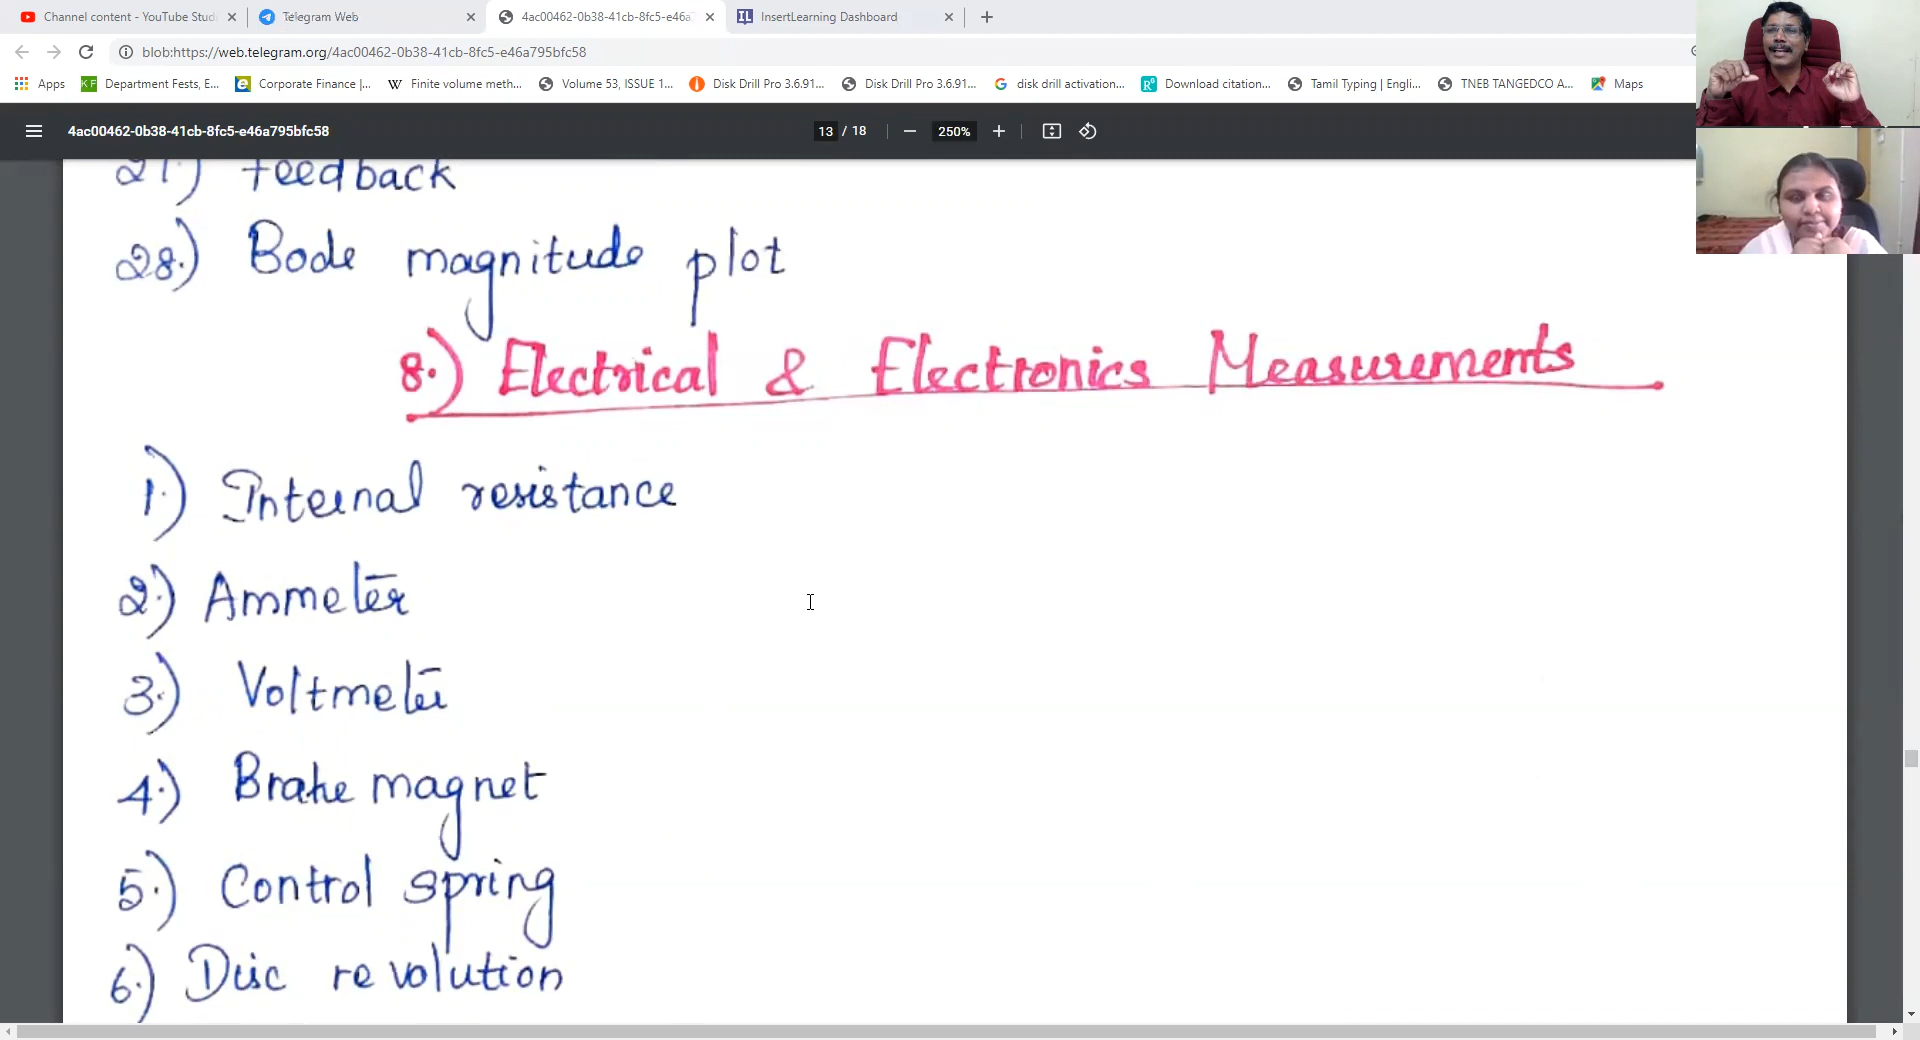 Channel content - YouTube Stud
Telegram Web
4ac00462-0b38-41cb-8fc5-e46a
InsertLearning Dashboard
blob:https://web.telegram.org/4ac00462-0b38-41cb-8fc5-e46a795bfc58
Apps
Department Fests, E...
Corporate Finance |...
Finite volume meth...
Volume 53, ISSUE 1...
Disk Drill Pro 3.6.91...
Disk Drill Pro 3.6.91...
disk drill activation...
Download citation...
Tamil Typing | Engli...
TNEB TANGEDCO A...
Maps
4ac00462-0b38-41cb-8fc5-e46a795bfc58
13 / 18
250%
27.) feedback
28.) Bode magnitude plot
8.) Electrical & Electronics Measurements
1.) Internal resistance
2.) Ammeter
3.) Voltmeter
4.) Brake magnet
5.) Control spring
6.) Disc revolution